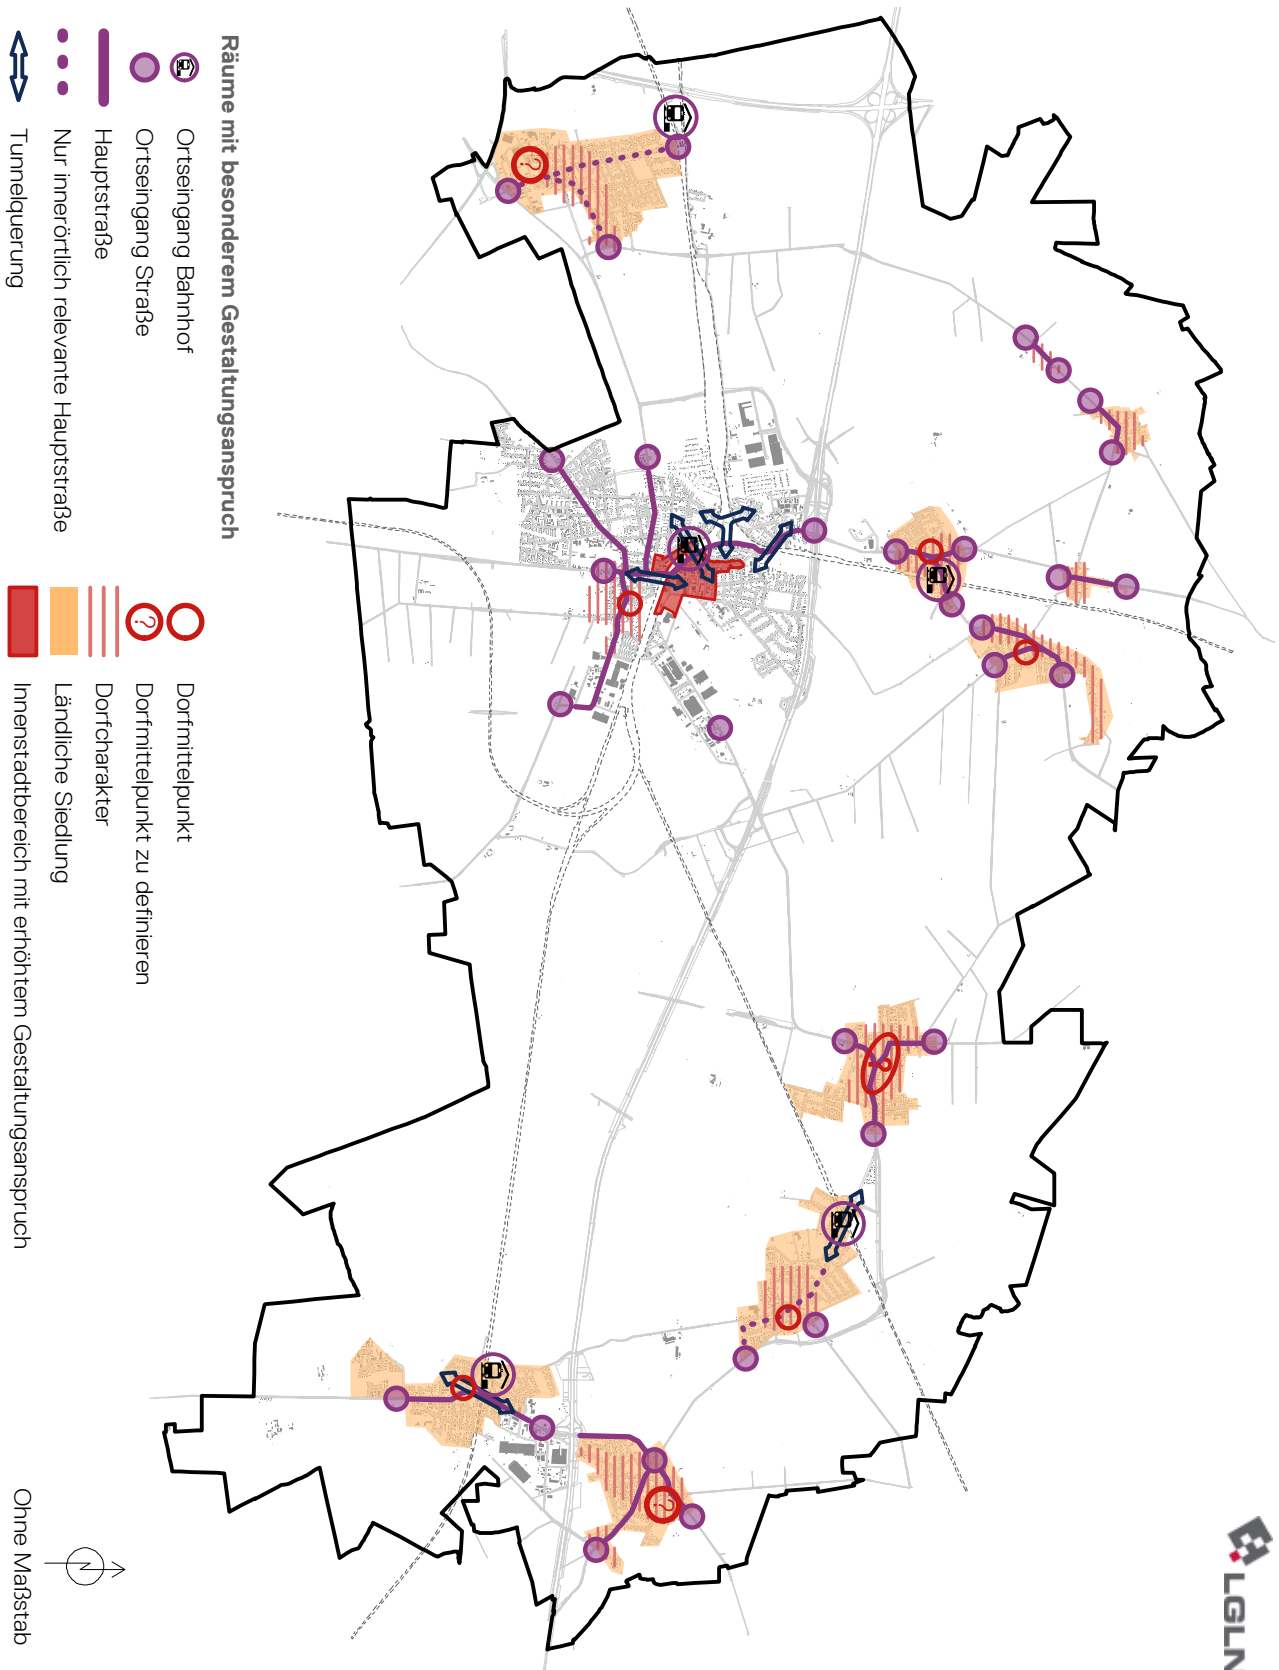 Räume mit besonderem Gestaltungsanspruch
Ortseingang Bahnhof
Ortseingang Straße
Hauptstraße
Nur innerörtlich relevante Hauptstraße
Tunnelquerung
Dorfmittelpunkt
? Dorfmittelpunkt zu definieren
Dorfcharakter
Ländliche Siedlung
Innenstadtbereich mit erhöhtem Gestaltungsanspruch
?
?
?
?
N
Ohne Maßstab
LGLN